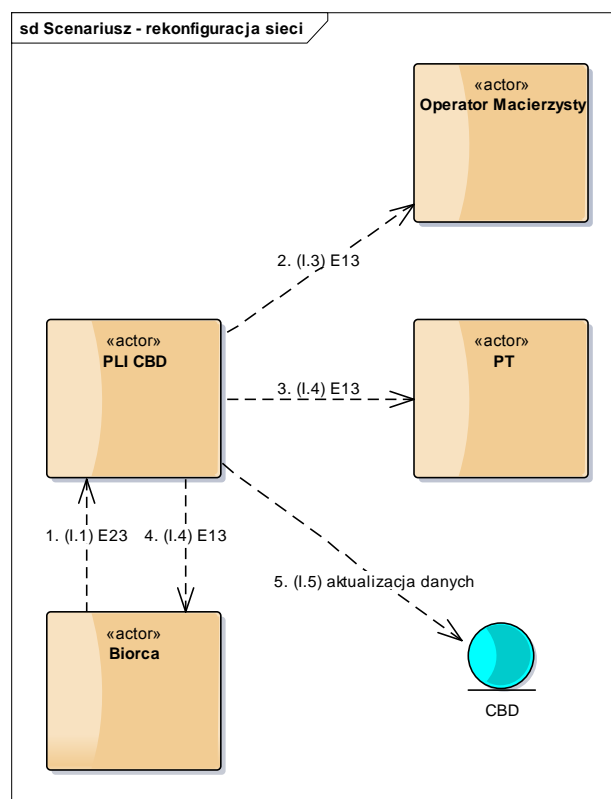 sd Scenariusz - rekonfiguracja sieci
«actor»
Operator Macierzysty
2. (I.3) E13
«actor»
PLI CBD
«actor»
PT
3. (I.4) E13
1. (I.1) E23
4. (I.4) E13
5. (I.5) aktualizacja danych
«actor»
Biorca
CBD